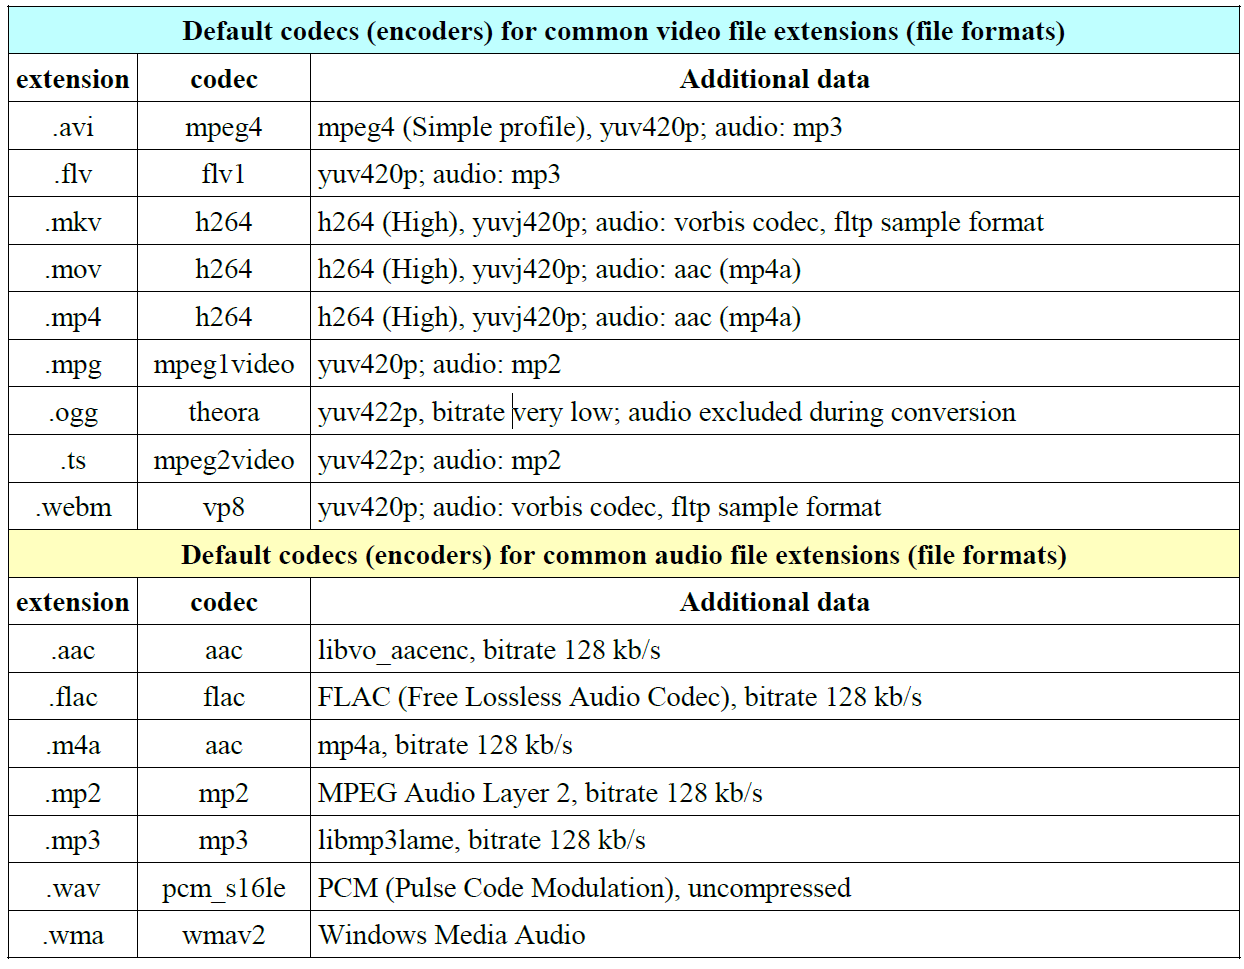 Default codecs (encoders) for common video file extensions (file formats)
extension codec Additional data
.avi mpeg4 mpeg4 (Simple profile), yuv420p; audio: mp3
.flv flv1 yuv420p; audio: mp3
.mkv h264 h264 (High), yuvj420p; audio: vorbis codec, fltp sample format
.mov h264 h264 (High), yuvj420p; audio: aac (mp4a)
.mp4 h264 h264 (High), yuvj420p; audio: aac (mp4a)
.mpg mpeg1video yuv420p; audio: mp2
.ogg theora yuv422p, bitrate very low; audio excluded during conversion
.ts mpeg2video yuv422p; audio: mp2
.webm vp8 yuv420p; audio: vorbis codec, fltp sample format
Default codecs (encoders) for common audio file extensions (file formats)
extension codec Additional data
.aac aac libvo_aacenc, bitrate 128 kb/s
.flac flac FLAC (Free Lossless Audio Codec), bitrate 128 kb/s
.m4a aac mp4a, bitrate 128 kb/s
.mp2 mp2 MPEG Audio Layer 2, bitrate 128 kb/s
.mp3 mp3 libmp3lame, bitrate 128 kb/s
.wav pcm_s16le PCM (Pulse Code Modulation), uncompressed
.wma wmav2 Windows Media Audio